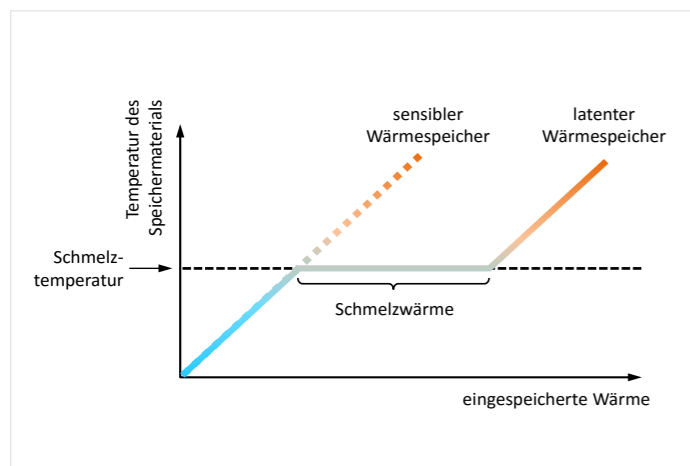 sensibler
Wärmespeicher
latenter
Wärmespeicher
Temperatur des
Speichermaterials
Schmelz-
temperatur
Schmelzwärme
eingespeicherte Wärme